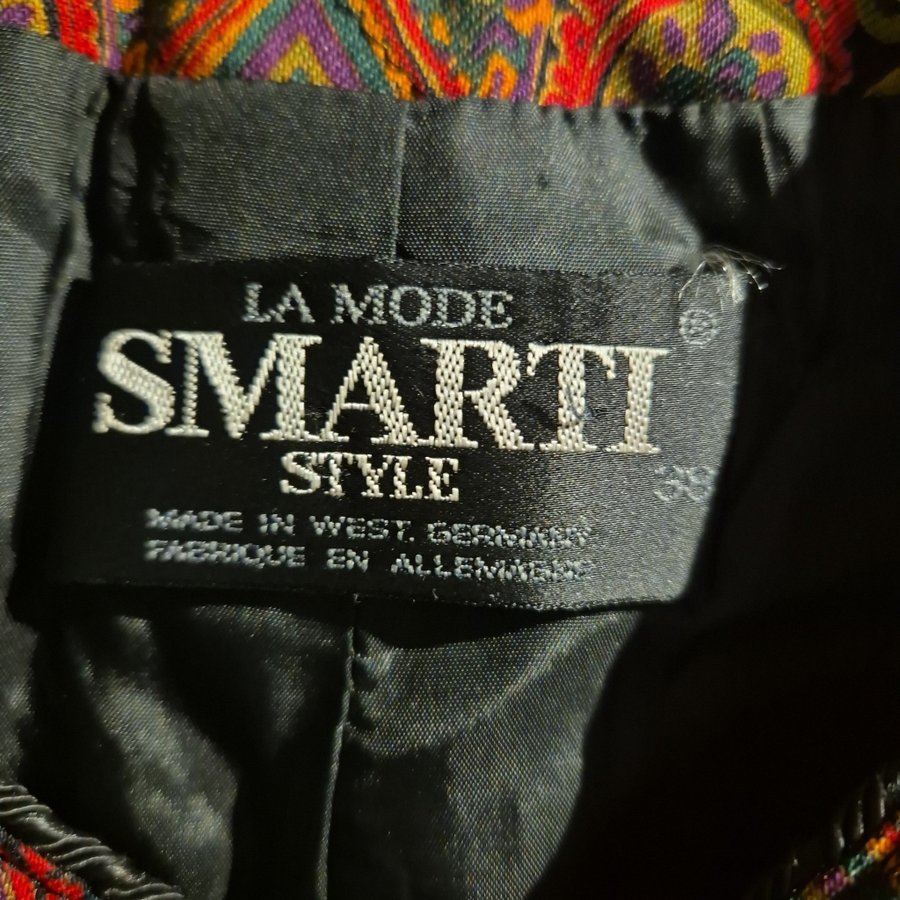 LA MODE
SMARTI ®
STYLE
38
MADE IN WEST. GERMANY
FABRIQUE EN ALLEMAGNE